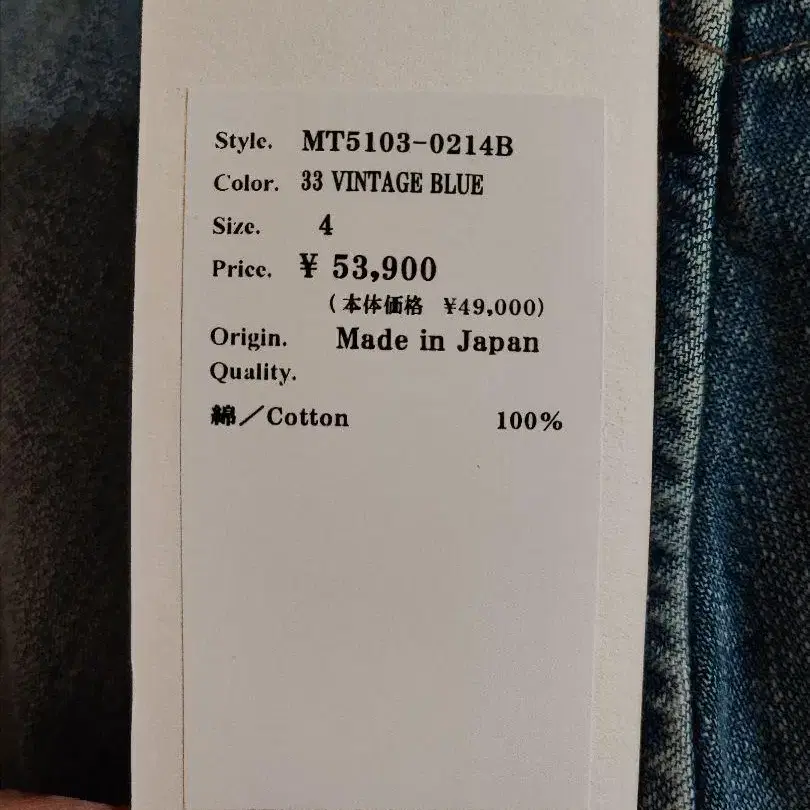 Style. MT5103-0214B
Color. 33 VINTAGE BLUE
Size. 4
Price. ¥ 53,900
(本体価格 ¥49,000)
Origin. Made in Japan
Quality.
綿/Cotton 100%